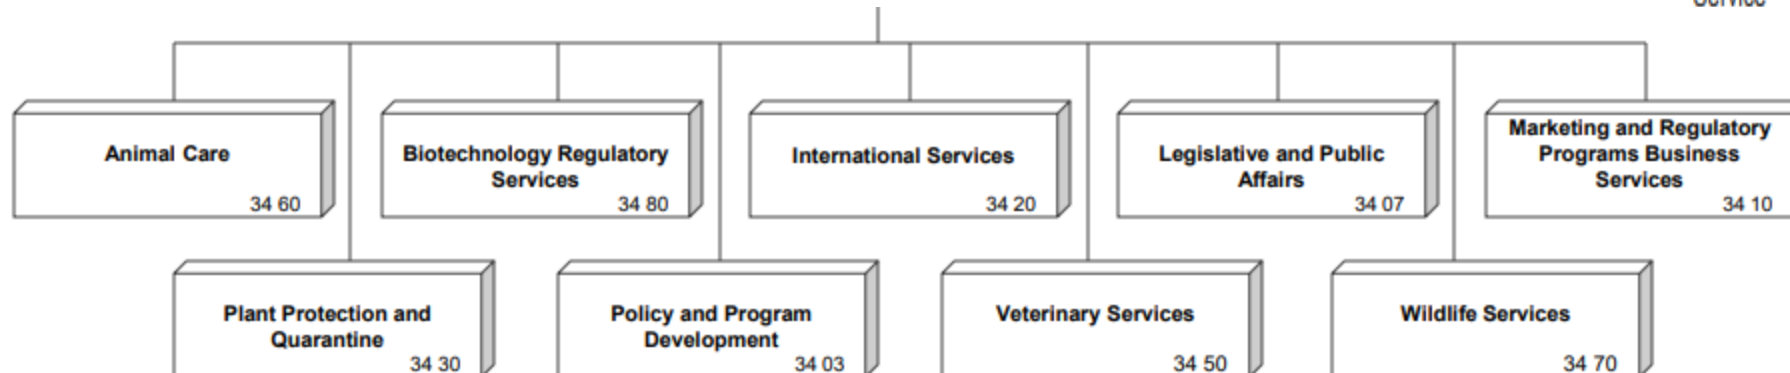 Service
Animal Care
34 60
Biotechnology Regulatory
Services
34 80
International Services
34 20
Legislative and Public
Affairs
34 07
Marketing and Regulatory
Programs Business
Services
34 10
Plant Protection and
Quarantine
34 30
Policy and Program
Development
34 03
Veterinary Services
34 50
Wildlife Services
34 70